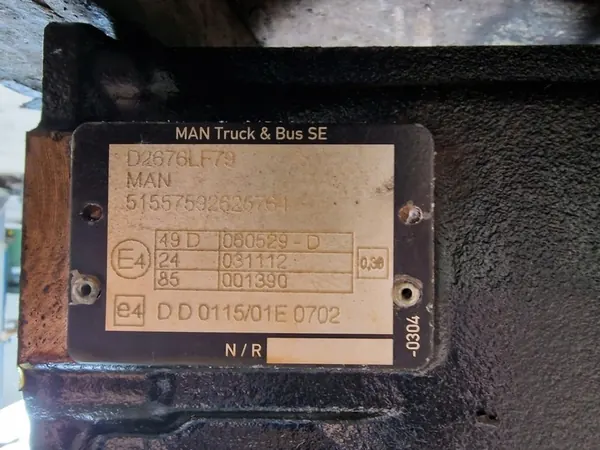 MAN Truck & Bus SE
D2676LF79
MAN
E4
49 D 080529-D
24 031112 0,30
85 001390
e4 D D 0115/01E 0702
N/R
-0304